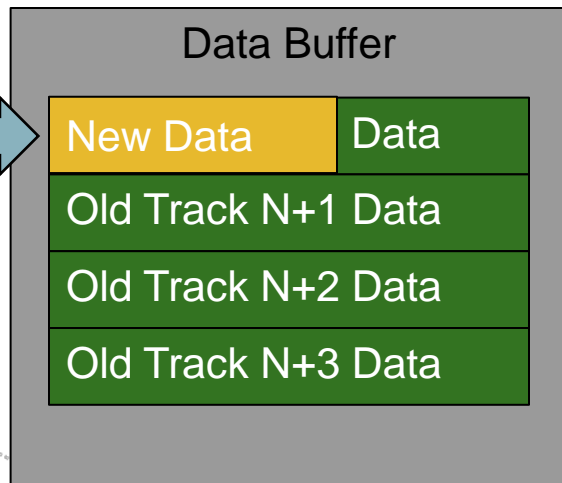 Data Buffer
New Data Data
Old Track N+1 Data
Old Track N+2 Data
Old Track N+3 Data